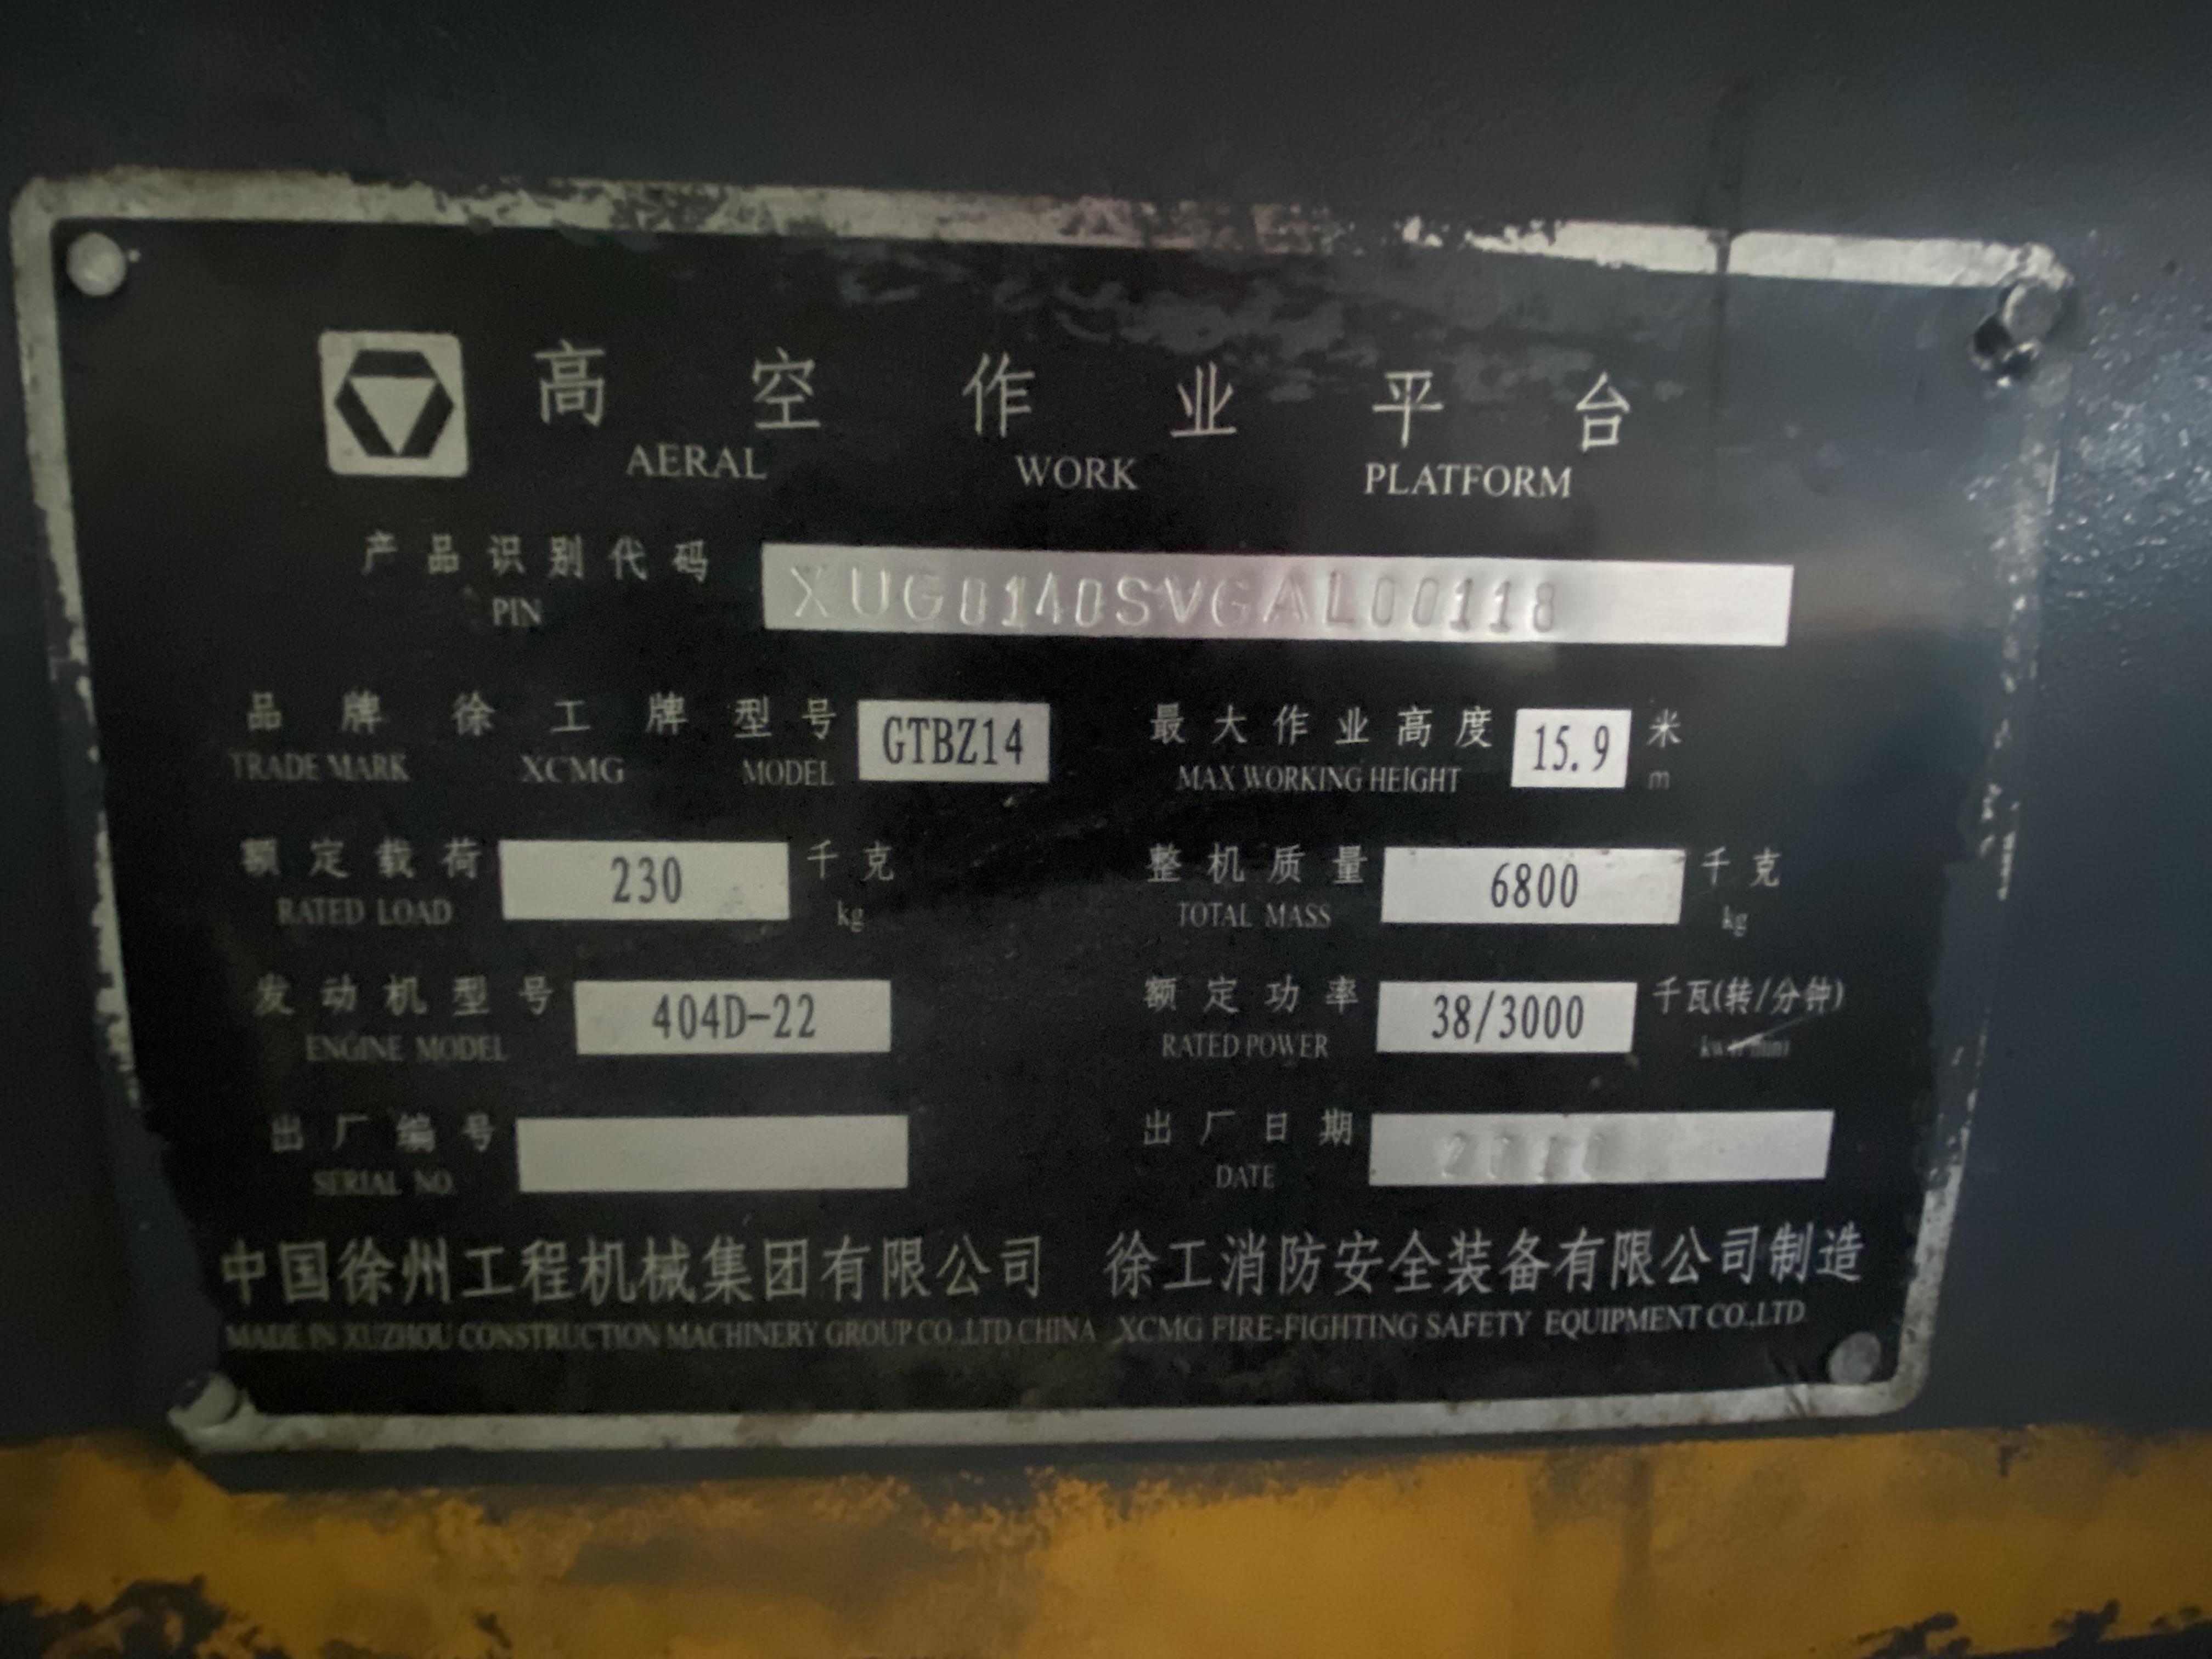 高空作业平台
AERAL WORK PLATFORM
产品识别代码 XUG0140SVGAL00118
PIN
品牌 徐工牌 型号 GTBZ14 最大作业高度 15.9 米
TRADE MARK XCMG MODEL MAX WORKING HEIGHT m
额定载荷 230 千克 整机质量 6800 千克
RATED LOAD kg TOTAL MASS kg
发动机型号 404D-22 额定功率 38/3000 千瓦(转/分钟)
ENGINE MODEL RATED POWER kw(r/min)
出厂编号 出厂日期
SERIAL NO. DATE
中国徐州工程机械集团有限公司 徐工消防安全装备有限公司制造
MADE IN XUZHOU CONSTRUCTION MACHINERY GROUP CO.,LTD.CHINA XCMG FIRE-FIGHTING SAFETY EQUIPMENT CO.,LTD.